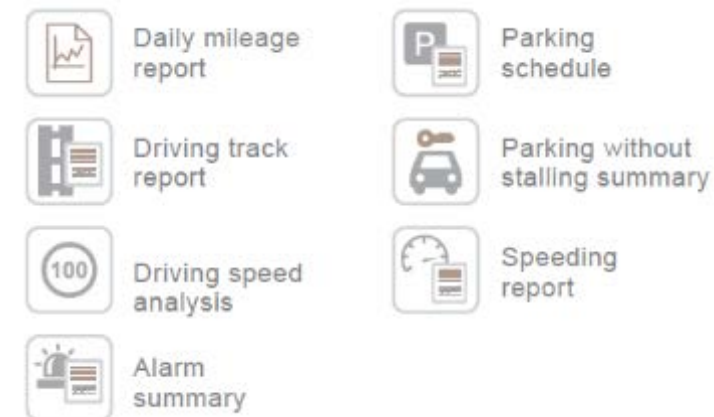 Daily mileage
report
P
Parking
schedule
Driving track
report
Parking without
stalling summary
100
Driving speed
analysis
Speeding
report
Alarm
summary